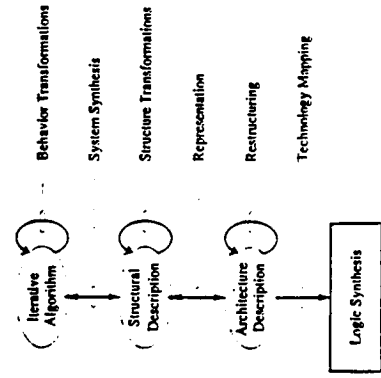 Iterative
Algorithm
Behavior Transformations
System Synthesis
Structural
Description
Structure Transformations
Representation
Architecture
Description
Restructuring
Technology Mapping
Logic Synthesis